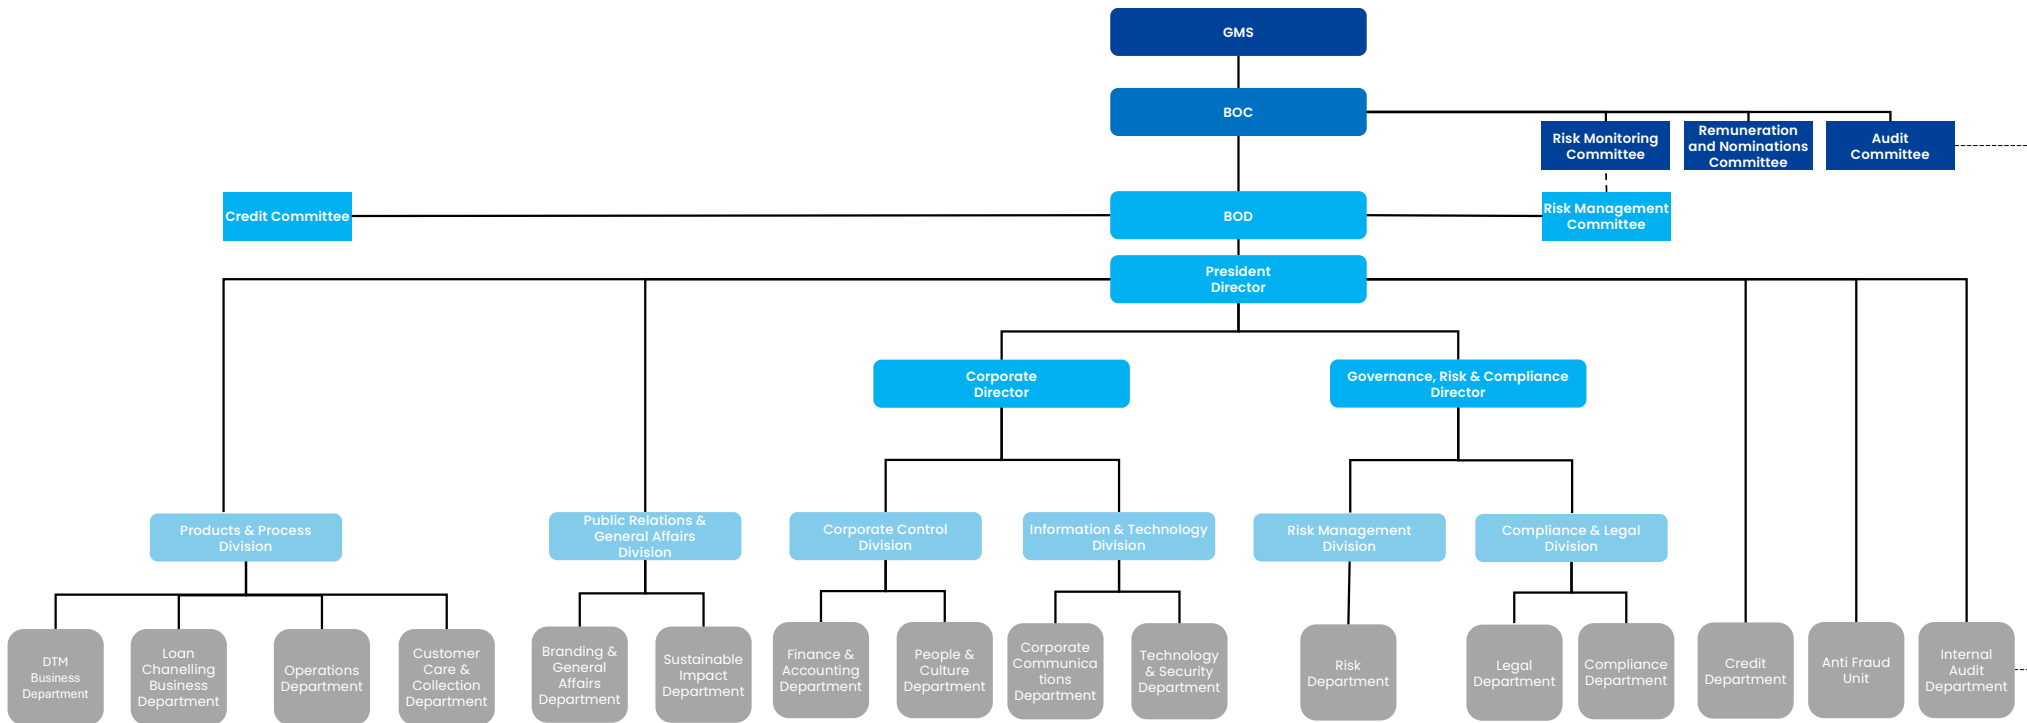 GMS
BOC
Risk Monitoring
Committee
Remuneration
and Nominations
Committee
Audit
Committee
Credit Committee
BOD
Risk Management
Committee
President
Director
Corporate
Director
Governance, Risk & Compliance
Director
Products & Process
Division
Public Relations &
General Affairs
Division
Corporate Control
Division
Information & Technology
Division
Risk Management
Division
Compliance & Legal
Division
DTM
Business
Department
Loan
Chanelling
Business
Department
Operations
Department
Customer
Care &
Collection
Department
Branding &
General
Affairs
Department
Sustainable
Impact
Department
Finance &
Accounting
Department
People &
Culture
Department
Corporate
Communica
tions
Department
Technology
& Security
Department
Risk
Department
Legal
Department
Compliance
Department
Credit
Department
Anti Fraud
Unit
Internal
Audit
Department